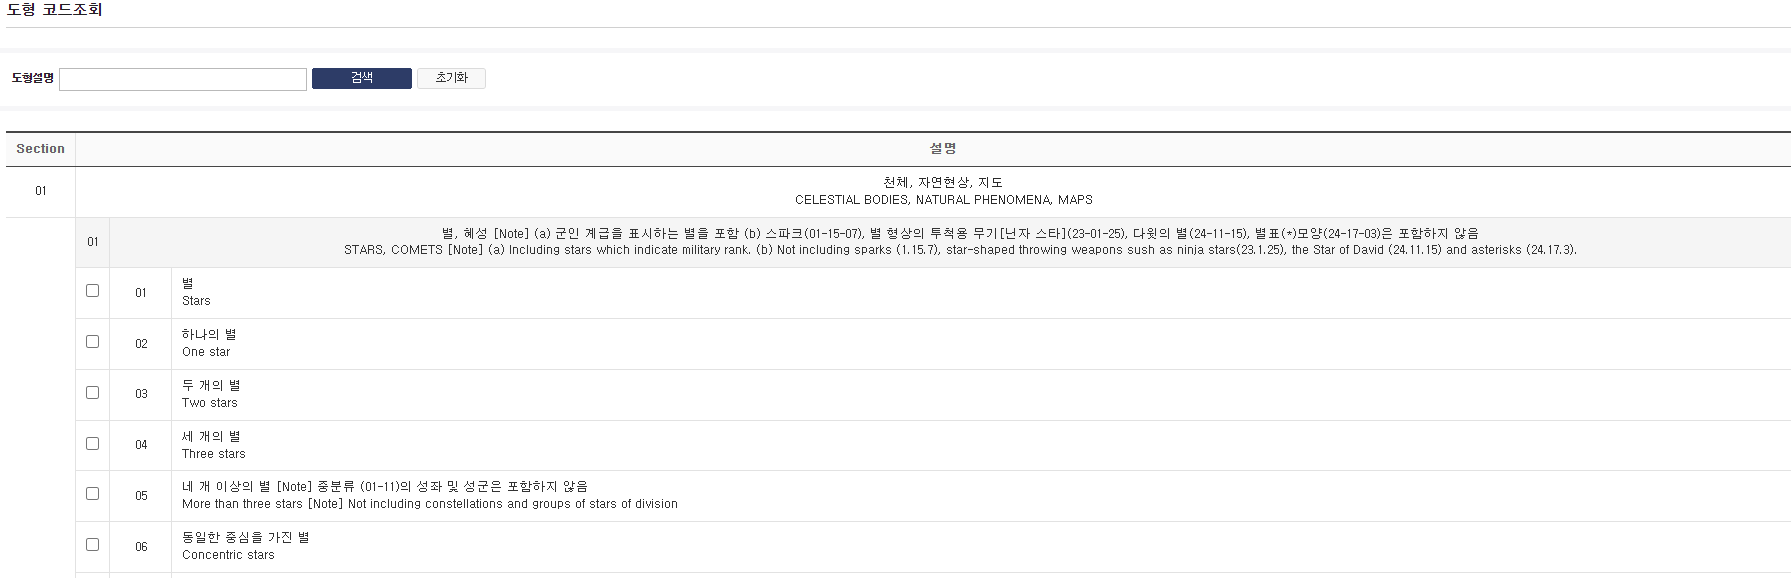 도형 코드조회
도형설명 검색 초기화
Section 설명
01 천체, 자연현상, 지도
CELESTIAL BODIES, NATURAL PHENOMENA, MAPS
01 별, 혜성 [Note] (a) 군인 계급을 표시하는 별을 포함 (b) 스파크(01-15-07), 별 형상의 투척용 무기[닌자 스타](23-01-25), 다윗의 별(24-11-15), 별표(*)모양(24-17-03)은 포함하지 않음
STARS, COMETS [Note] (a) Including stars which indicate military rank. (b) Not including sparks (1.15.7), star-shaped throwing weapons sush as ninja stars(23.1.25), the Star of David (24.11.15) and asterisks (24.17.3).
01 별
Stars
02 하나의 별
One star
03 두 개의 별
Two stars
04 세 개의 별
Three stars
05 네 개 이상의 별 [Note] 중분류 (01-11)의 성좌 및 성군은 포함하지 않음
More than three stars [Note] Not including constellations and groups of stars of division
06 동일한 중심을 가진 별
Concentric stars